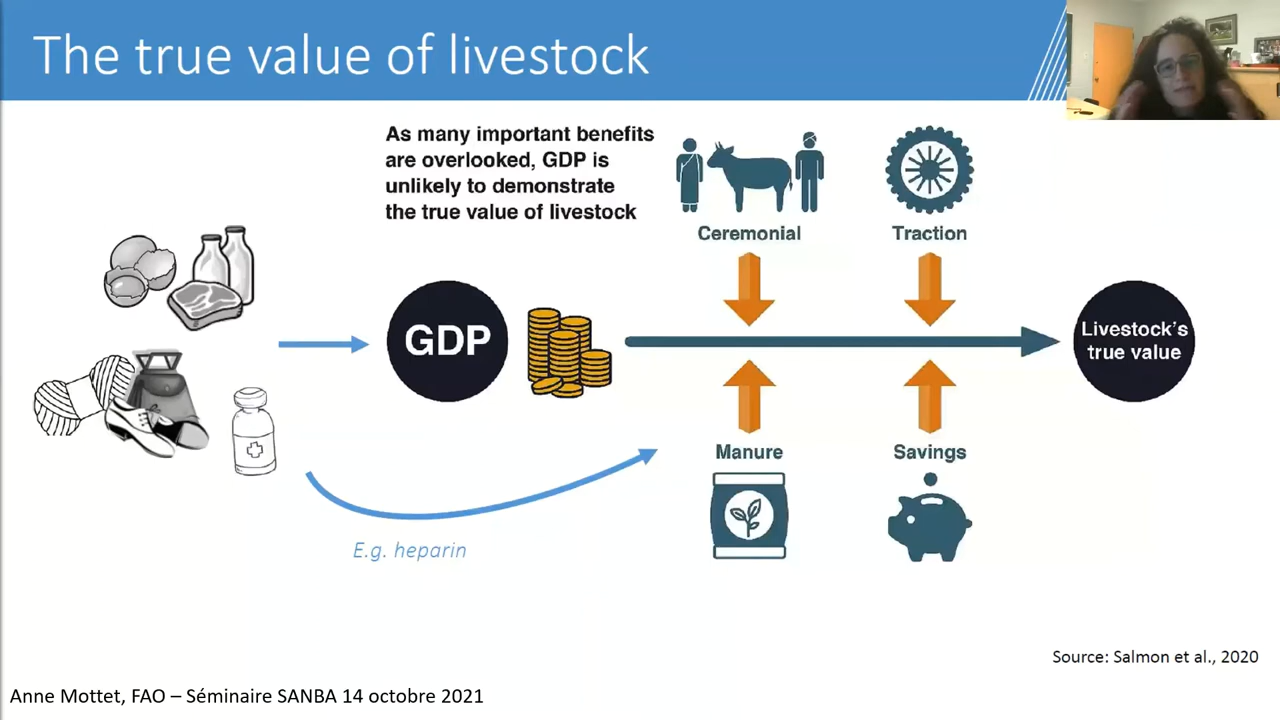 The true value of livestock
As many important benefits
are overlooked, GDP is
unlikely to demonstrate
the true value of livestock
Ceremonial
Traction
GDP
Livestock's
true value
Manure
Savings
E.g. heparin
Source: Salmon et al., 2020
Anne Mottet, FAO – Séminaire SANBA 14 octobre 2021